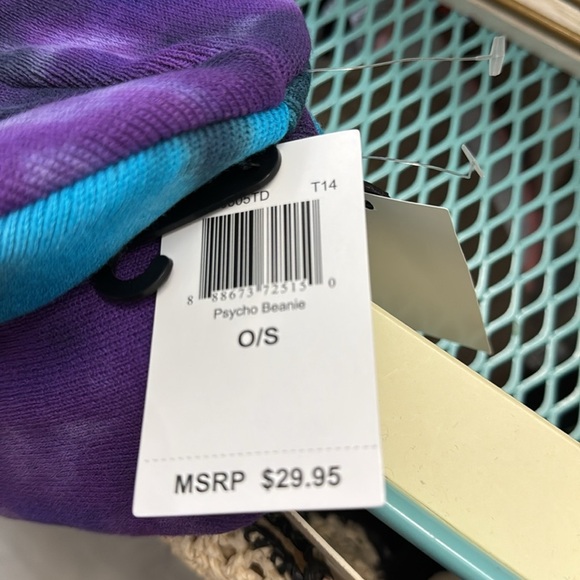 T14
8 88673 72515 0
Psycho Beanie
O/S
MSRP $29.95